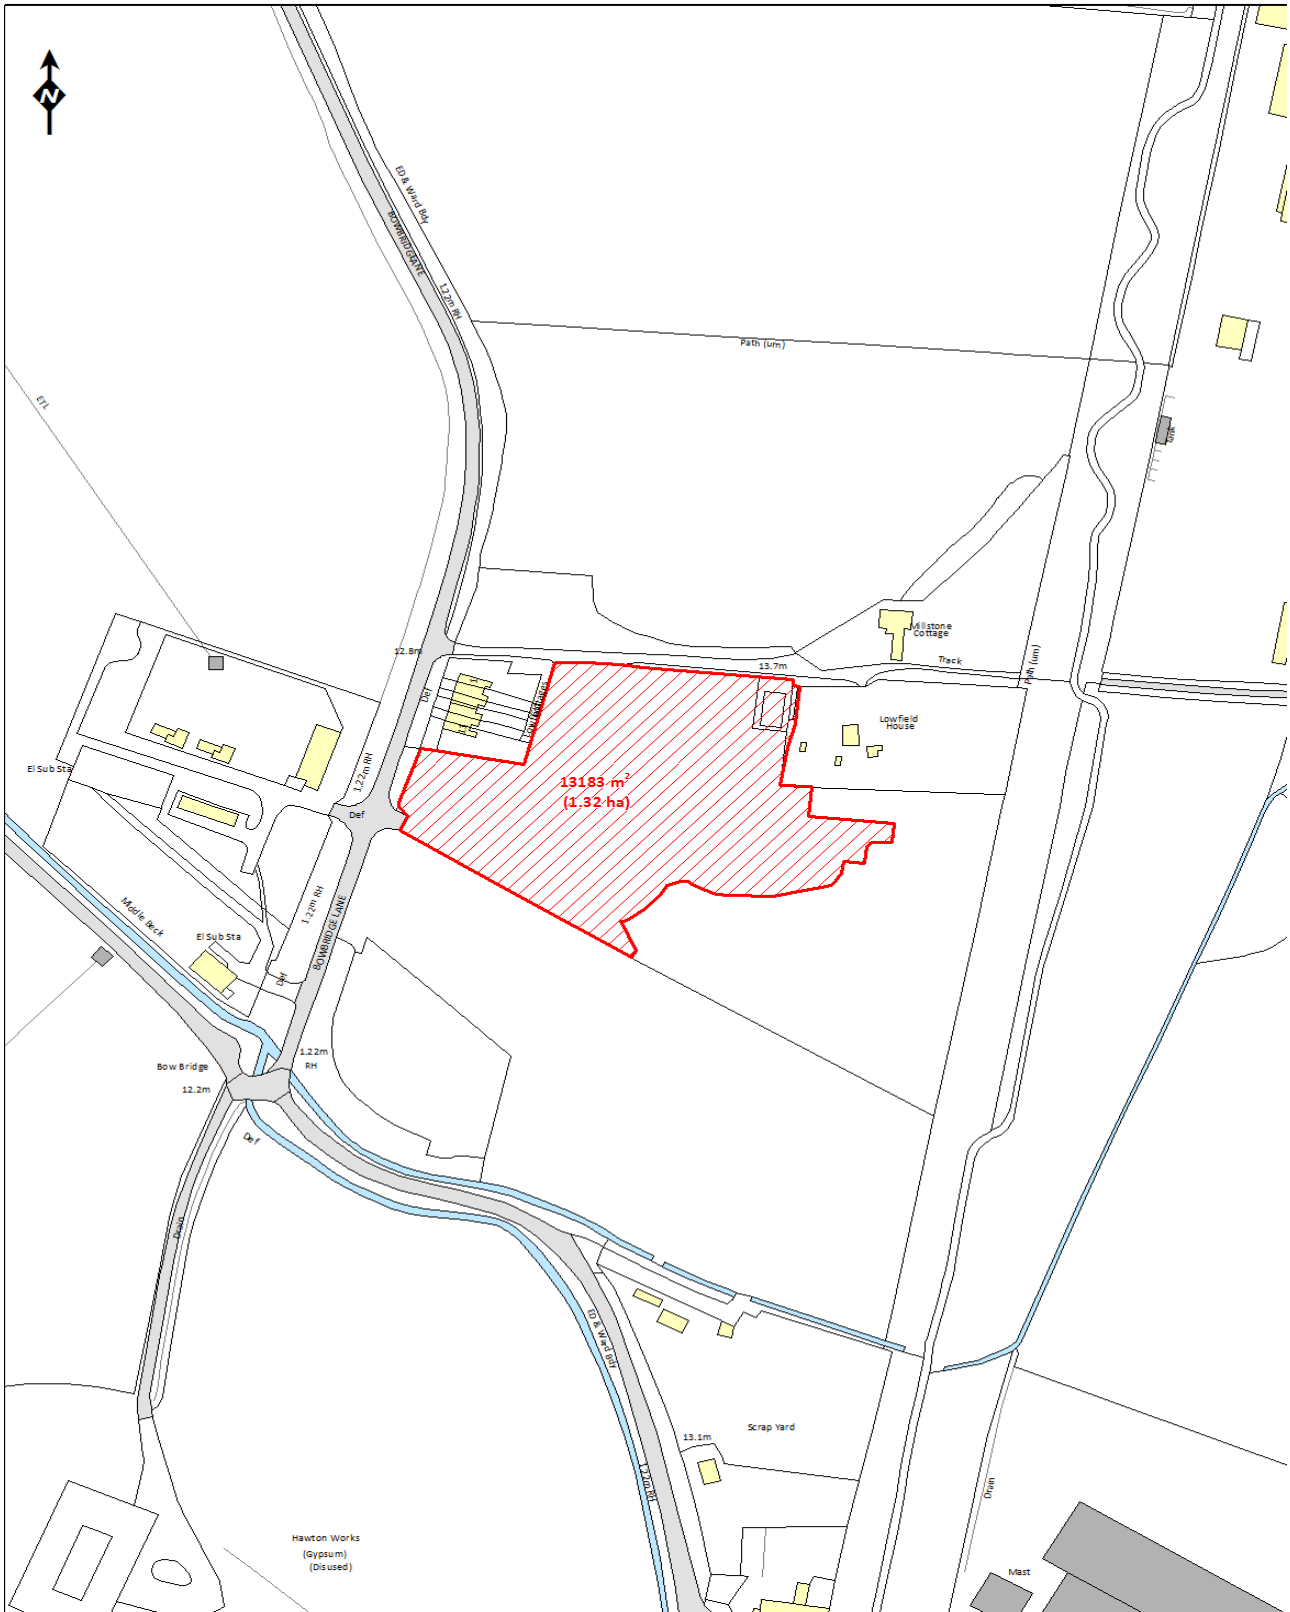 N
ED & Ward Bdy
BOWBRIDGE LANE
1.22m RH
Path (um)
ETL
Tank
Millstone
Cottage
12.8m
13.7m
Track
Path (um)
Def
1
11
Lowfield
House
El Sub Sta
1.22m RH
13183 m²
(1.32 ha)
Def
Middle Beck
1.22m RH
El Sub Sta
BOWBRIDGE LANE
Def
1.22m
RH
Bow Bridge
12.2m
Def
Drain
ED & Ward Bdy
Scrap Yard
13.1m
1.22m RH
Drain
Hawton Works
(Gypsum)
(Disused)
Mast